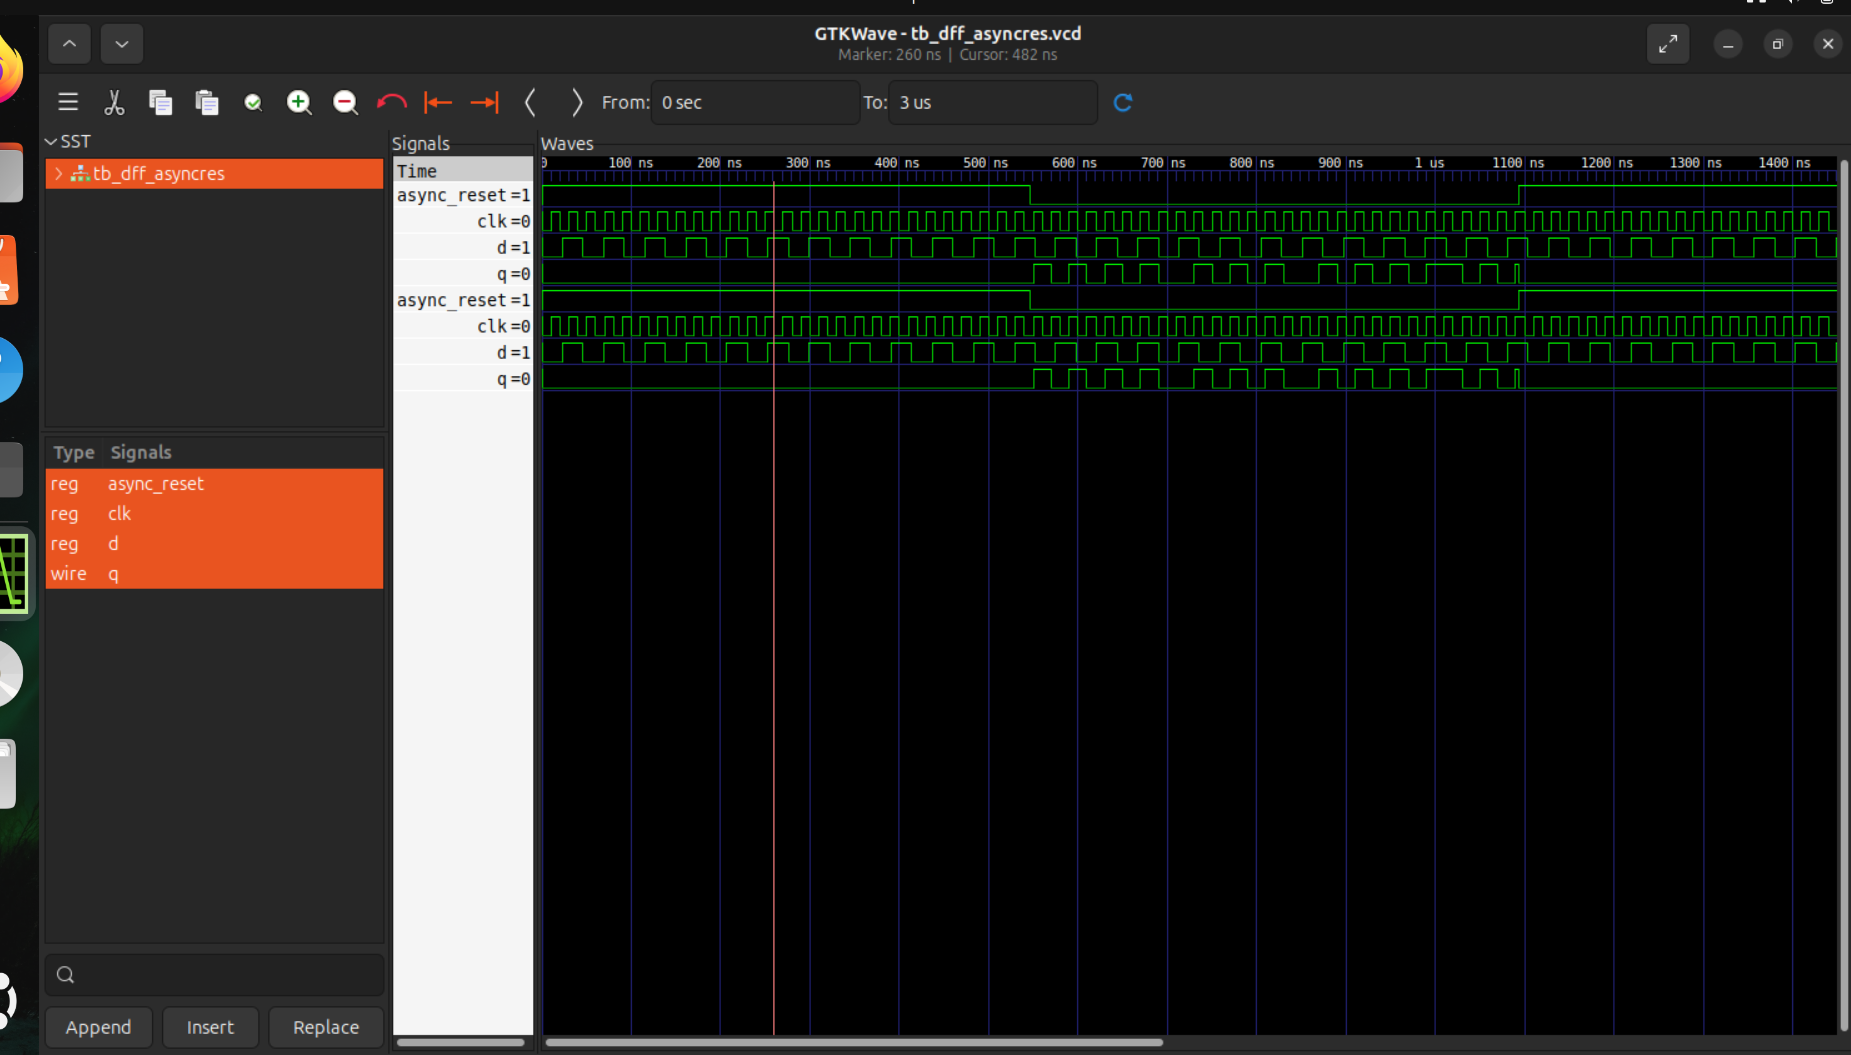 GTKWave - tb_dff_asyncres.vcd
Marker: 260 ns | Cursor: 482 ns
From: 0 sec To: 3 us
SST
tb_dff_asyncres
Type Signals
reg async_reset
reg clk
reg d
wire q
Append Insert Replace
Signals
Time
async_reset=1
clk=0
d=1
q=0
async_reset=1
clk=0
d=1
q=0
Waves
0 100 ns 200 ns 300 ns 400 ns 500 ns 600 ns 700 ns 800 ns 900 ns 1 us 1100 ns 1200 ns 1300 ns 1400 ns